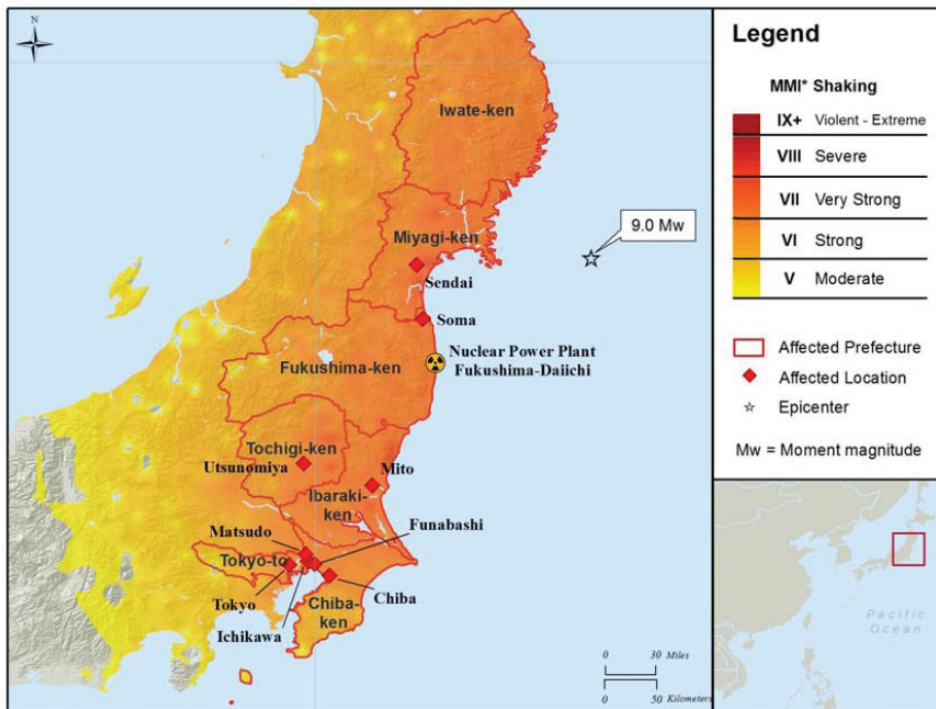 N
Iwate-ken
9.0 Mw
Miyagi-ken
Sendai
Soma
Nuclear Power Plant
Fukushima-Daiichi
Fukushima-ken
Tochigi-ken
Utsunomiya
Mito
Ibaraki-
ken
Funabashi
Matsudo
Tokyo-to
Chiba
Tokyo
Chiba-
ken
Ichikawa
0 30 Miles
0 50 Kilometers
Legend
MMI* Shaking
IX+ Violent - Extreme
VIII Severe
VII Very Strong
VI Strong
V Moderate
Affected Prefecture
Affected Location
Epicenter
Mw = Moment magnitude
Pacific
Ocean